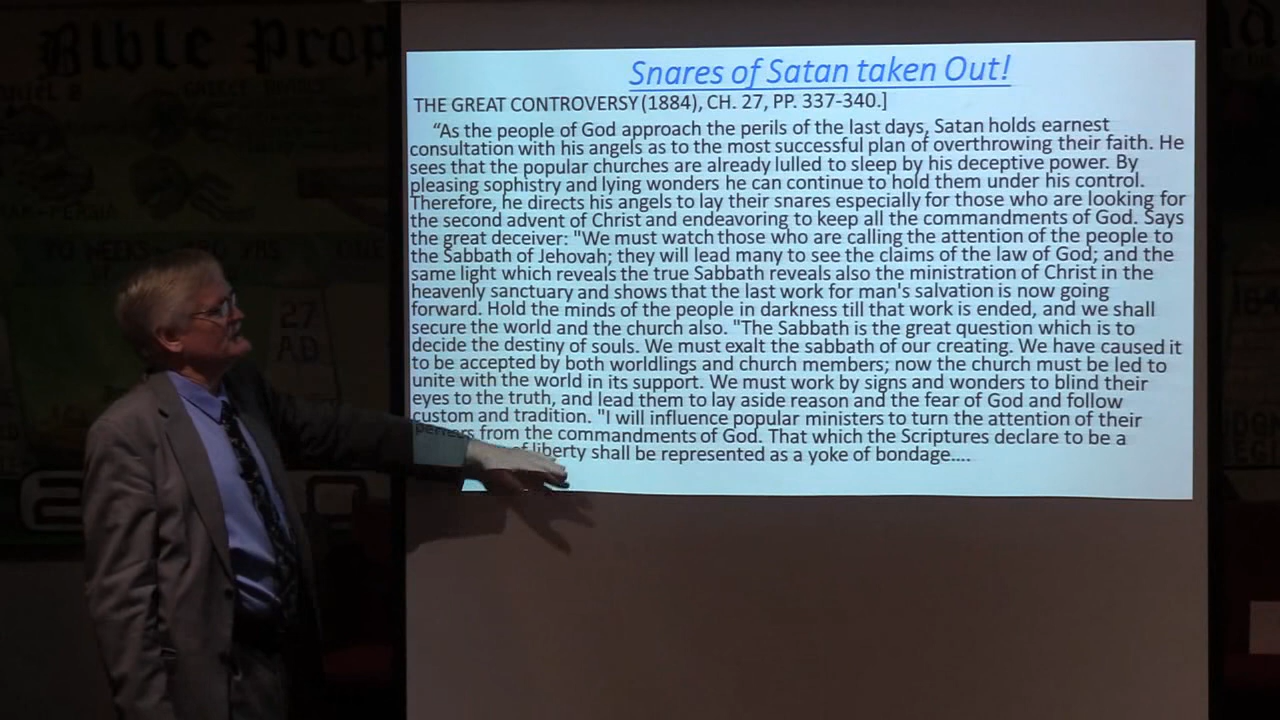 Bible Prop
Snares of Satan taken Out!
THE GREAT CONTROVERSY (1884), CH. 27, PP. 337-340.]
“As the people of God approach the perils of the last days, Satan holds earnest
consultation with his angels as to the most successful plan of overthrowing their faith. He
sees that the popular churches are already lulled to sleep by his deceptive power. By
pleasing sophistry and lying wonders he can continue to hold them under his control.
Therefore, he directs his angels to lay their snares especially for those who are looking for
the second advent of Christ and endeavoring to keep all the commandments of God. Says
the great deceiver: "We must watch those who are calling the attention of the people to
the Sabbath of Jehovah; they will lead many to see the claims of the law of God; and the
same light which reveals the true Sabbath reveals also the ministration of Christ in the
heavenly sanctuary and shows that the last work for man's salvation is now going
forward. Hold the minds of the people in darkness till that work is ended, and we shall
secure the world and the church also. "The Sabbath is the great question which is to
decide the destiny of souls. We must exalt the sabbath of our creating. We have caused it
to be accepted by both worldlings and church members; now the church must be led to
unite with the world in its support. We must work by signs and wonders to blind their
eyes to the truth, and lead them to lay aside reason and the fear of God and follow
custom and tradition. "I will influence popular ministers to turn the attention of their
from the commandments of God. That which the Scriptures declare to be a
liberty shall be represented as a yoke of bondage....
27
AD